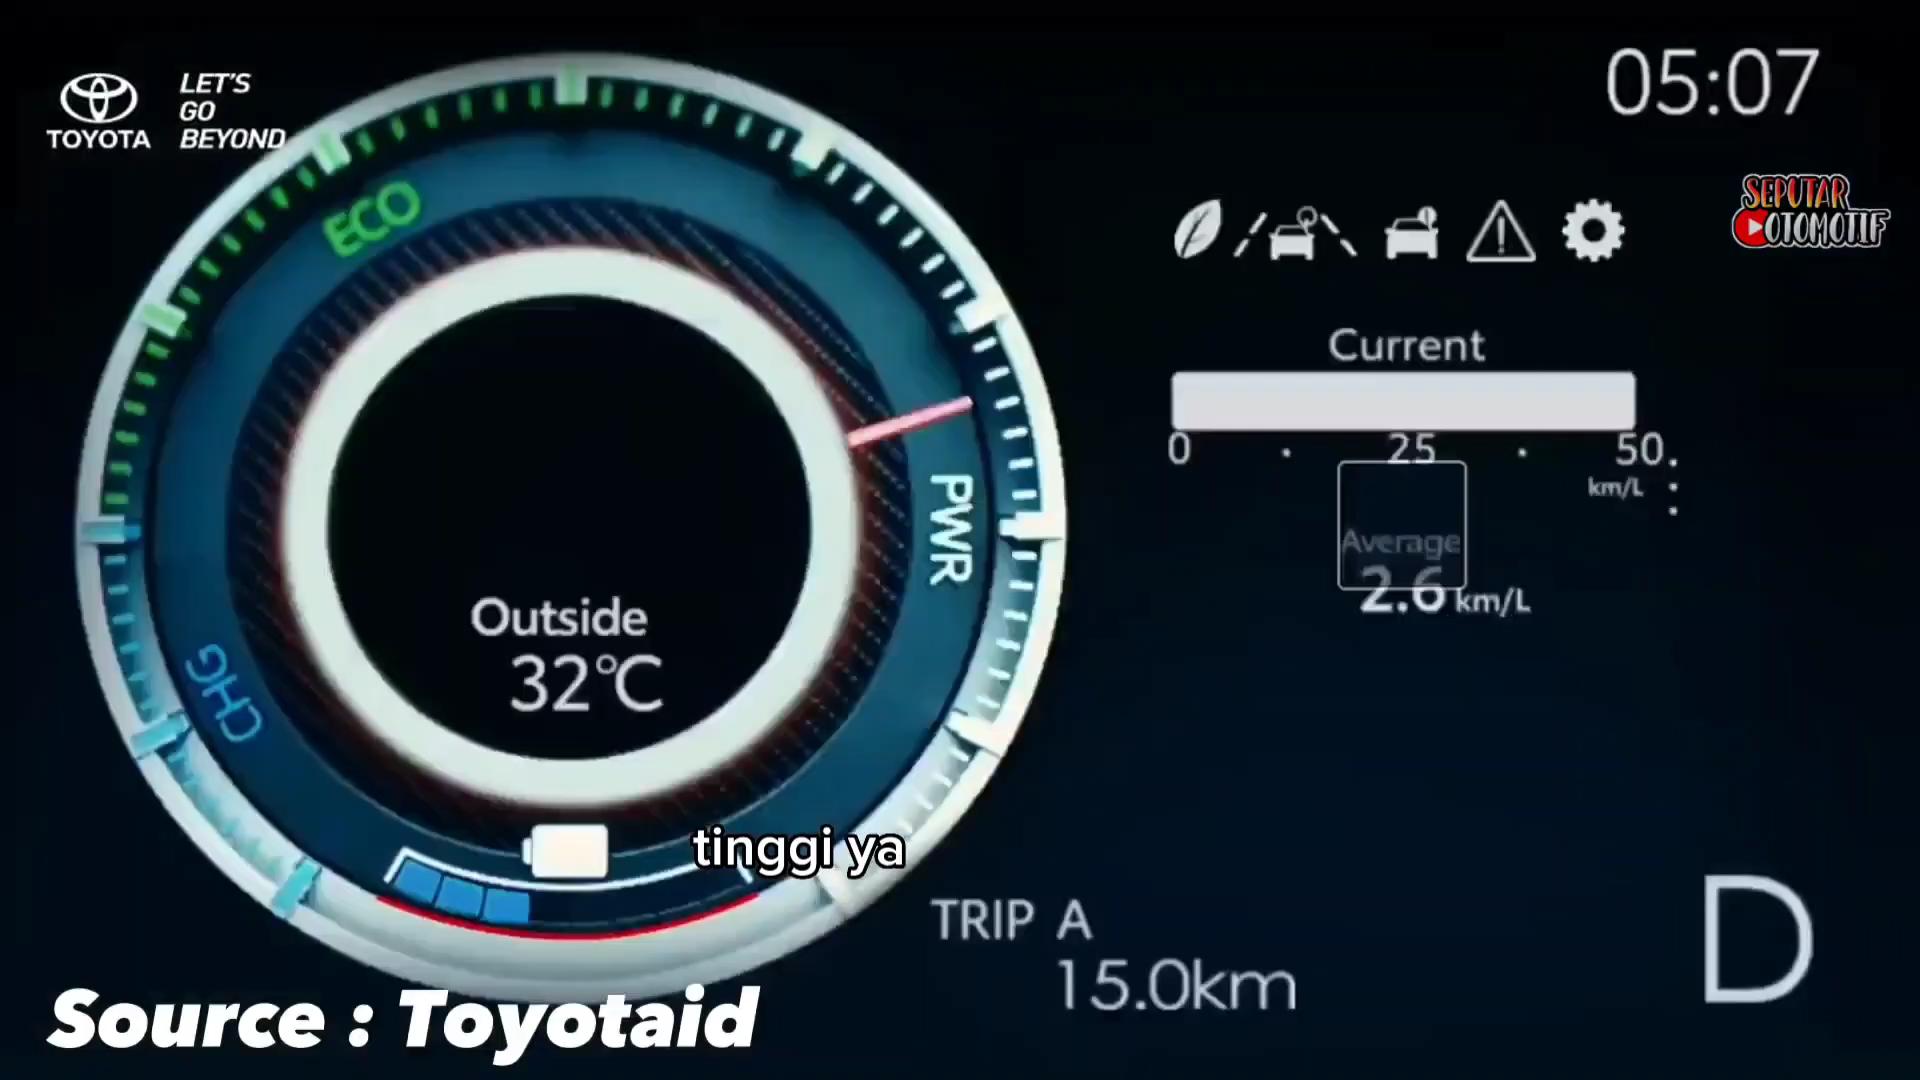 TOYOTA
LET'S
GO
BEYOND
05:07
SEPUTAR
OTOMOTIF
ECO
PWR
CHG
Outside
32°C
Current
0 25 50
km/L
Average
2.6 km/L
tinggi ya
TRIP A
15.0km
D
Source : Toyotaid